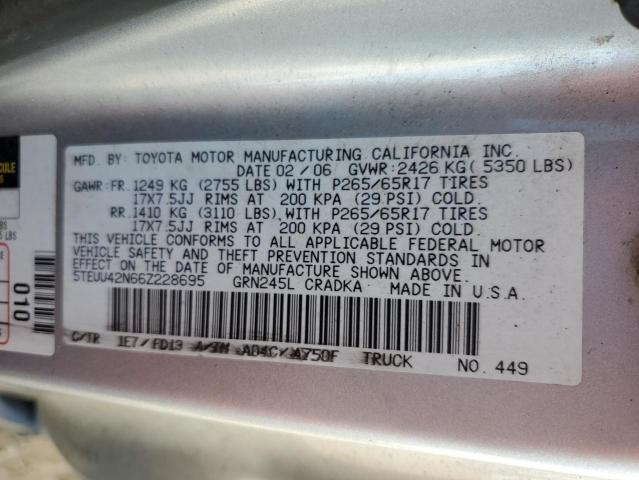 MFD. BY: TOYOTA MOTOR MANUFACTURING CALIFORNIA INC.
DATE 02 / 06 GVWR: 2426 KG( 5350 LBS)
GAWR: FR. 1249 KG (2755 LBS) WITH P265/65R17 TIRES
17X7.5JJ RIMS AT 200 KPA (29 PSI) COLD.
RR. 1410 KG (3110 LBS) WITH P265/65R17 TIRES
17X7.5JJ RIMS AT 200 KPA (29 PSI) COLD.
THIS VEHICLE CONFORMS TO ALL APPLICABLE FEDERAL MOTOR
VEHICLE SAFETY AND THEFT PREVENTION STANDARDS IN
EFFECT ON THE DATE OF MANUFACTURE SHOWN ABOVE.
5TEUU42N66Z228695 GRN245L CRADKA MADE IN U.S.A.
C/TR 1E7/ FD13 A/TM A04C/ A750F TRUCK NO. 449
010